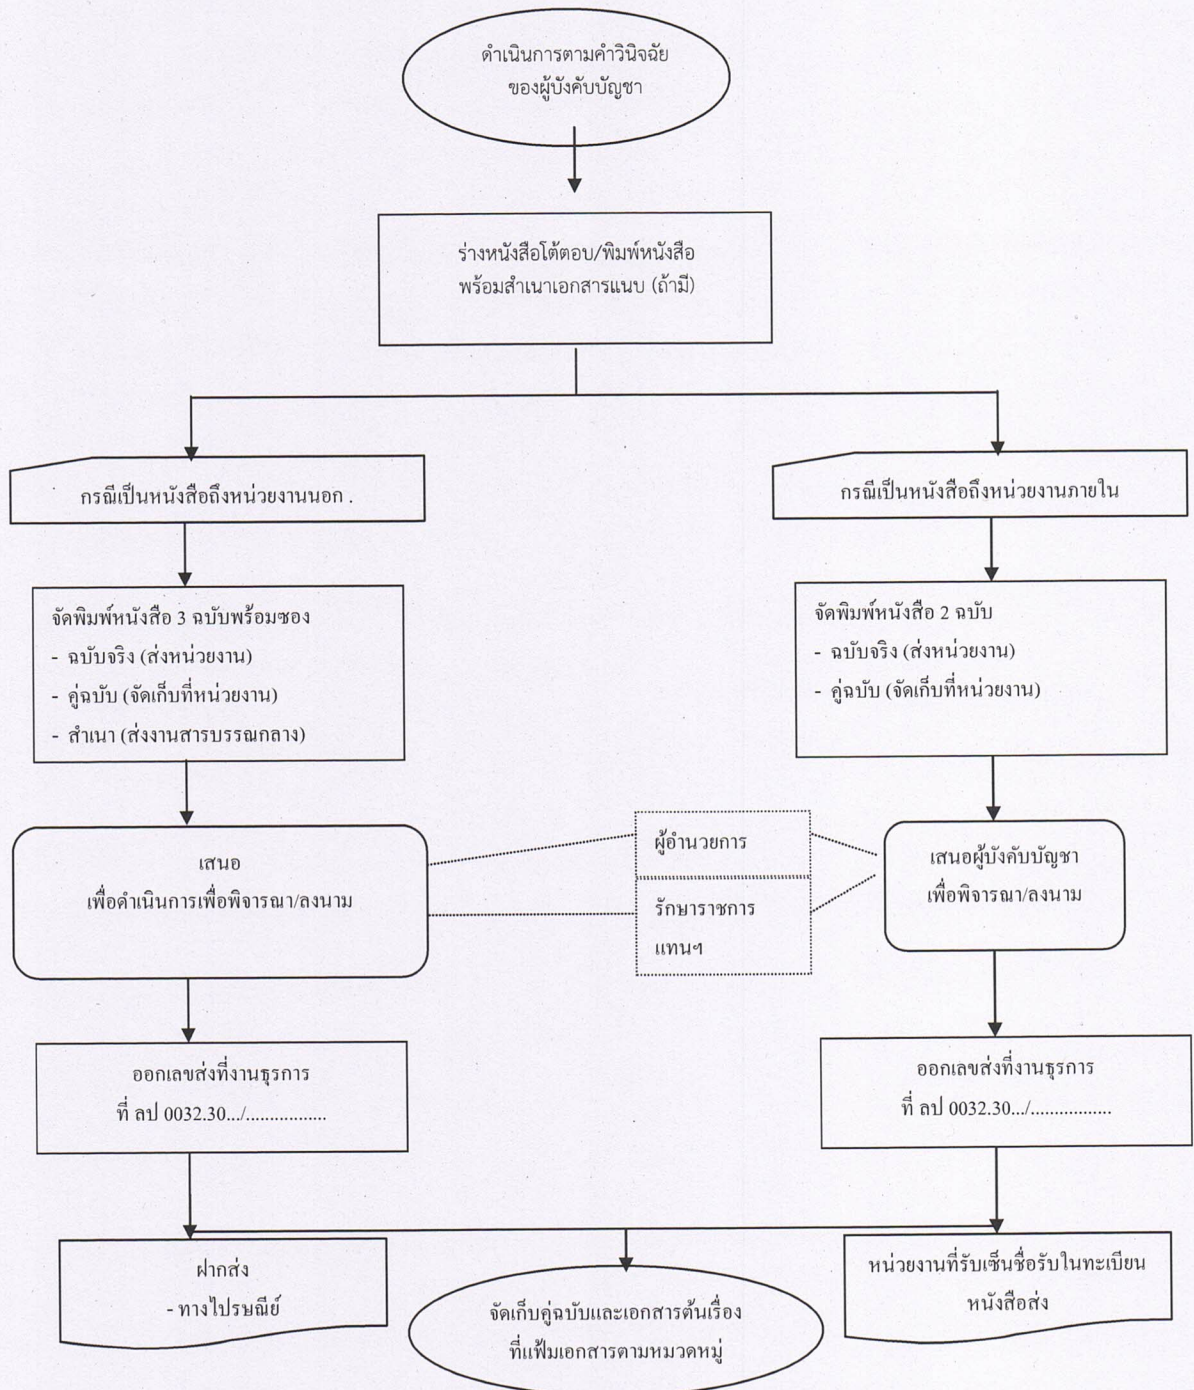 ดำเนินการตามคำวินิจฉัย
ของผู้บังคับบัญชา
ร่างหนังสือโต้ตอบ/พิมพ์หนังสือ
พร้อมสำเนาเอกสารแนบ (ถ้ามี)
กรณีเป็นหนังสือถึงหน่วยงานนอก .
กรณีเป็นหนังสือถึงหน่วยงานภายใน
จัดพิมพ์หนังสือ 3 ฉบับพร้อมซอง
- ฉบับจริง (ส่งหน่วยงาน)
- คู่ฉบับ (จัดเก็บที่หน่วยงาน)
- สำเนา (ส่งงานสารบรรณกลาง)
จัดพิมพ์หนังสือ 2 ฉบับ
- ฉบับจริง (ส่งหน่วยงาน)
- คู่ฉบับ (จัดเก็บที่หน่วยงาน)
เสนอ
เพื่อดำเนินการเพื่อพิจารณา/ลงนาม
ผู้อำนวยการ
รักษาราชการ
แทนฯ
เสนอผู้บังคับบัญชา
เพื่อพิจารณา/ลงนาม
ออกเลขส่งที่งานธุรการ
ที่ ลป 0032.30.../.................
ออกเลขส่งที่งานธุรการ
ที่ ลป 0032.30.../.................
ฝากส่ง
- ทางไปรษณีย์
จัดเก็บคู่ฉบับและเอกสารต้นเรื่อง
ที่แฟ้มเอกสารตามหมวดหมู่
หน่วยงานที่รับเซ็นชื่อรับในทะเบียน
หนังสือส่ง